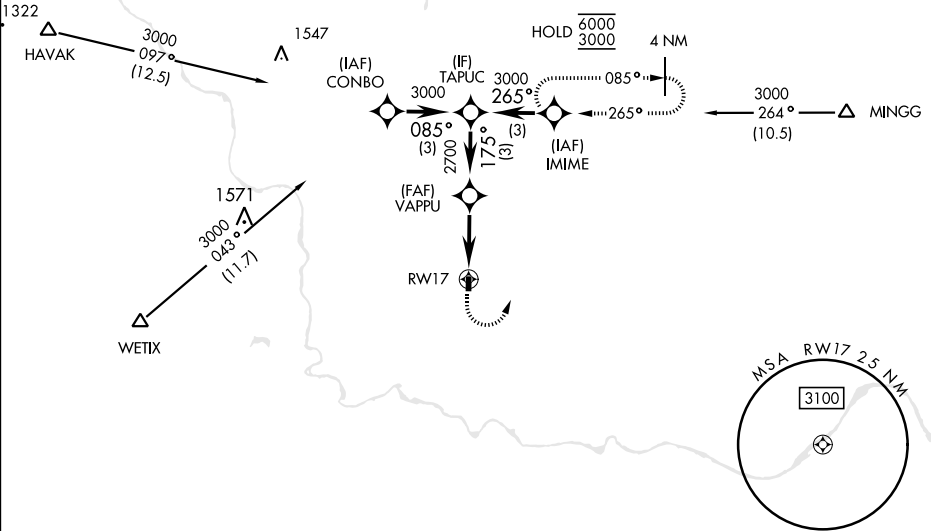 1322
HAVAK
3000
097°
(12.5)
1547
(IAF)
CONBO
3000
085°
(3)
(IF)
TAPUC
3000
265°
(3)
HOLD 6000
3000
4 NM
085°
265°
(IAF)
IMIME
3000
264°
(10.5)
MINGG
2700
175°
(3)
(FAF)
VAPPU
RW17
1571
3000
043°
(11.7)
WETIX
MSA RW17 25 NM
3100